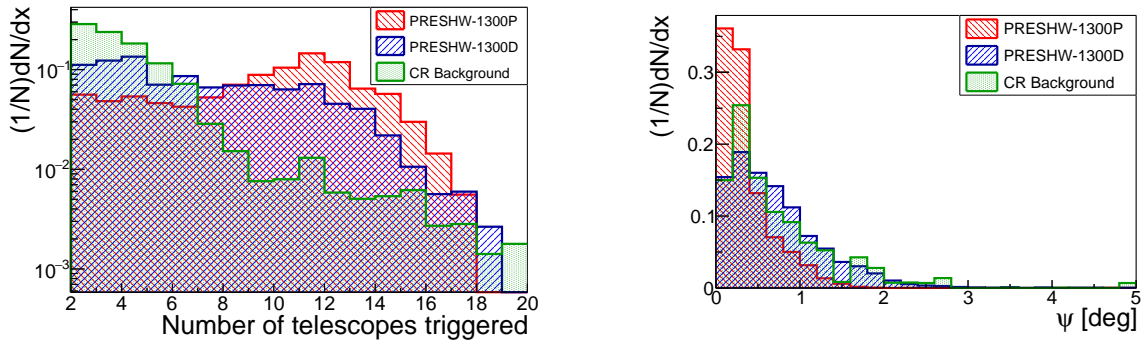 (1/N)dN/dx
10⁻¹
10⁻²
10⁻³
2 4 6 8 10 12 14 16 18 20
Number of telescopes triggered
PRESHW-1300P
PRESHW-1300D
CR Background
(1/N)dN/dx
0.3
0.2
0.1
0
0 1 2 3 4 5
ψ [deg]
PRESHW-1300P
PRESHW-1300D
CR Background